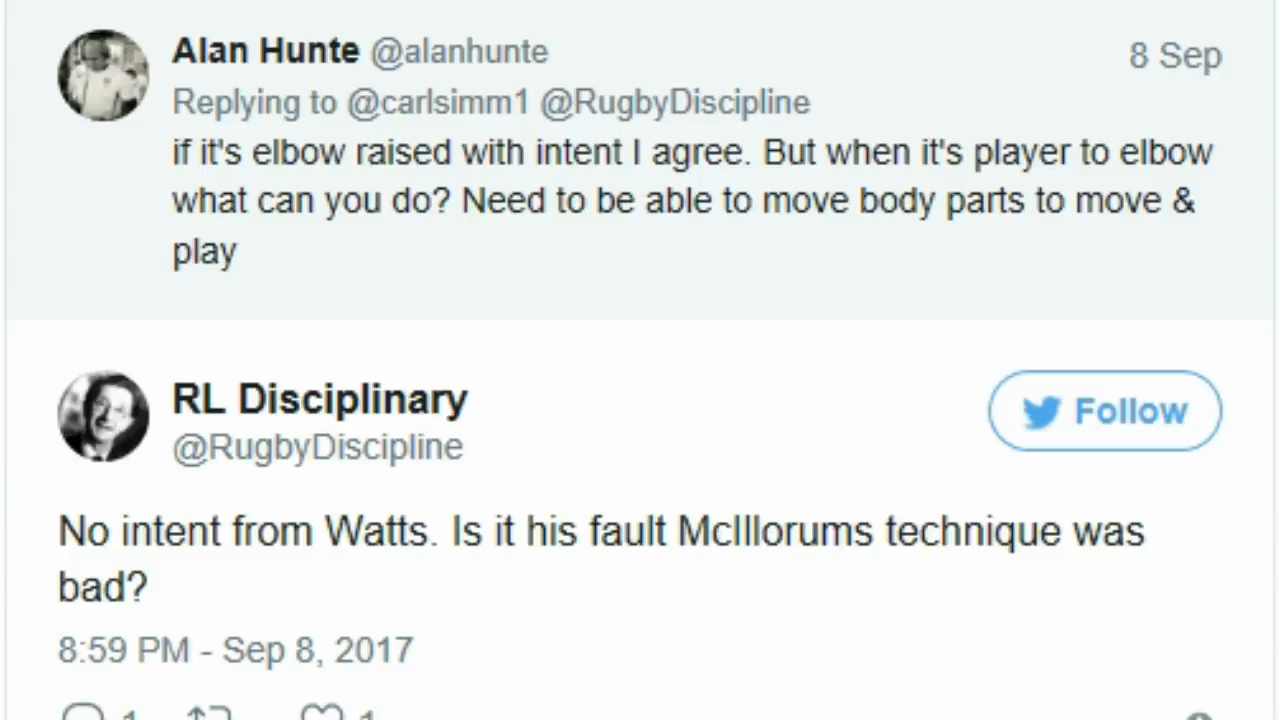 Alan Hunte @alanhunte 8 Sep
Replying to @carlsimm1 @RugbyDiscipline
if it's elbow raised with intent I agree. But when it's player to elbow
what can you do? Need to be able to move body parts to move &
play
RL Disciplinary
@RugbyDiscipline
Follow
No intent from Watts. Is it his fault McIllorums technique was
bad?
8:59 PM - Sep 8, 2017
1 1